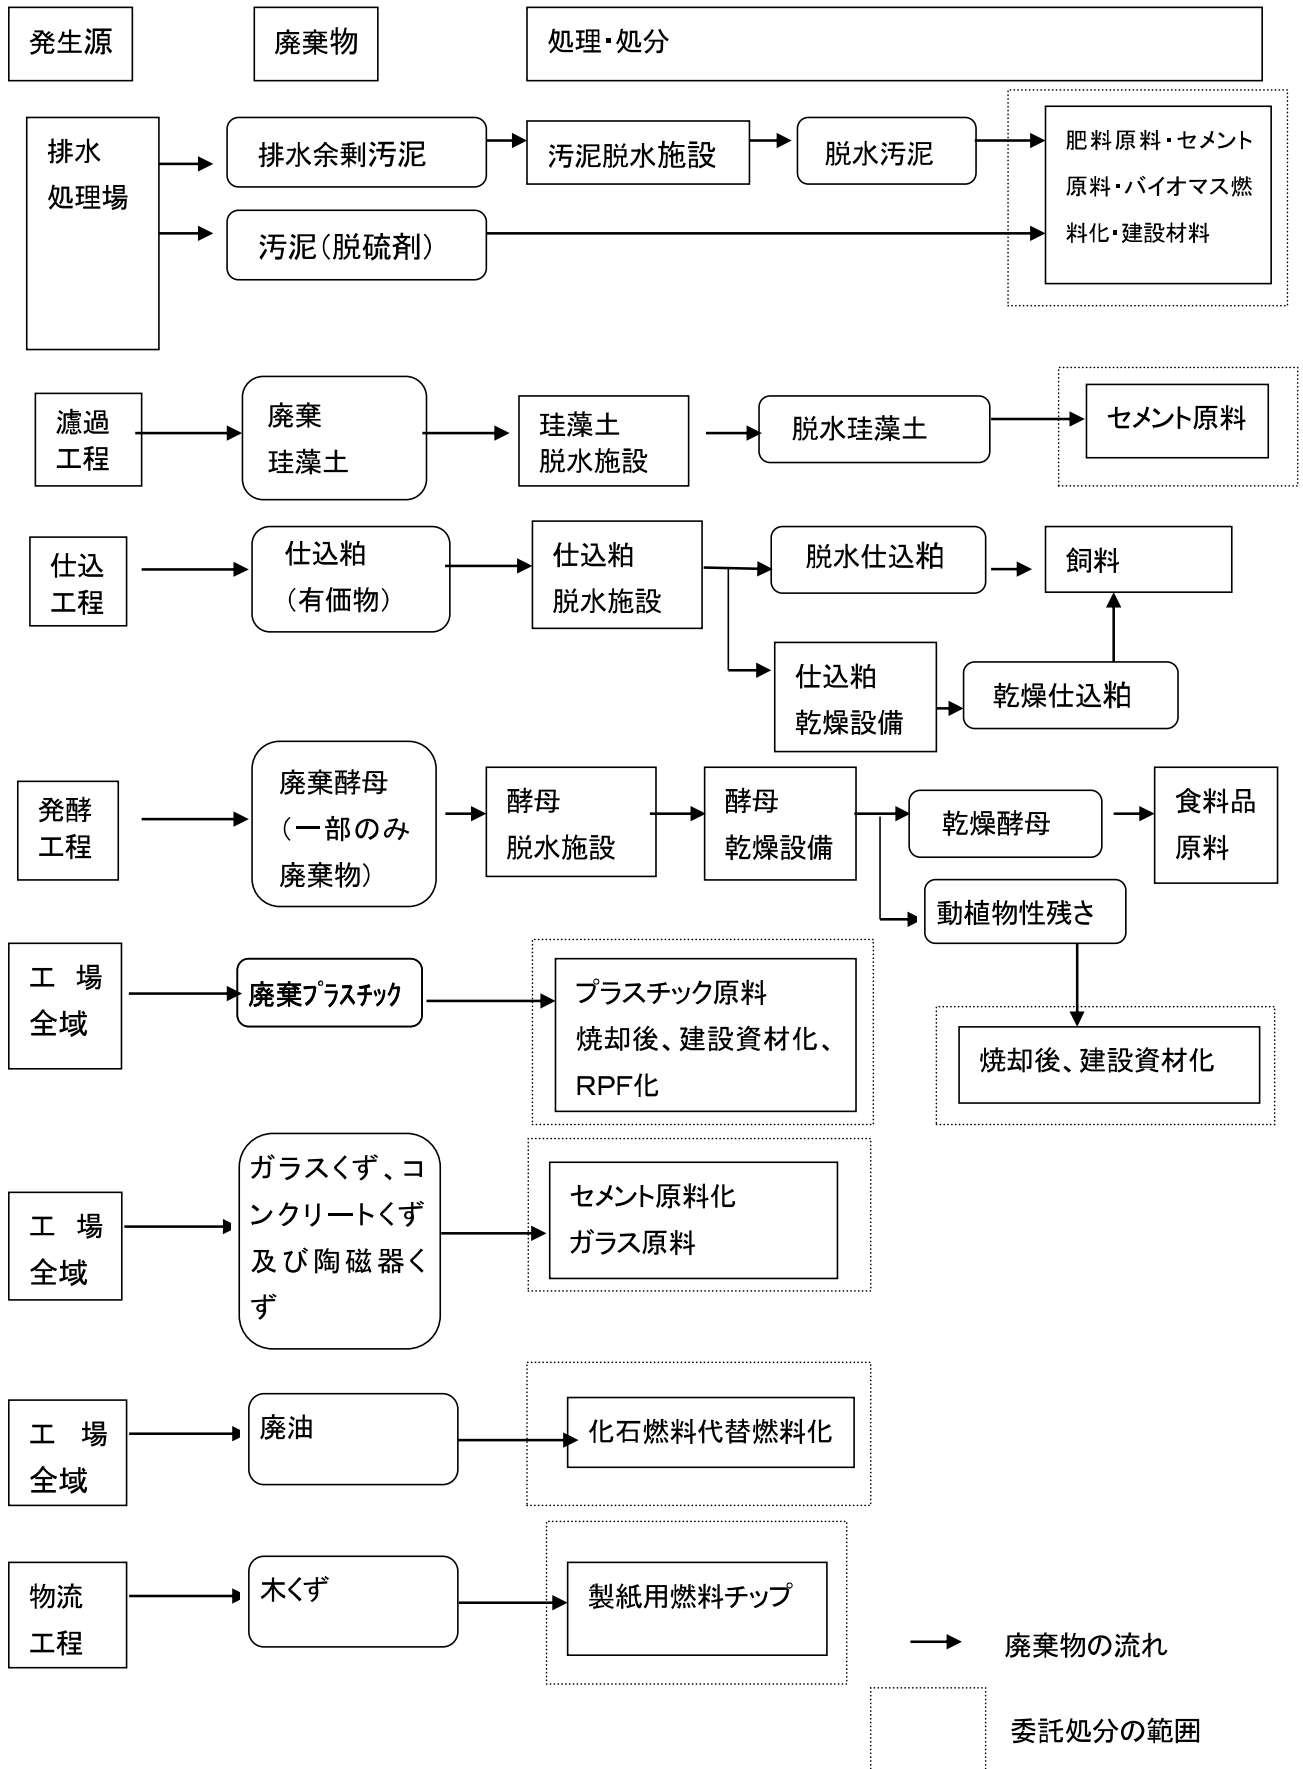 発生源
廃棄物
処理・処分
排水
処理場
排水余剰汚泥
汚泥脱水施設
脱水汚泥
肥料原料・セメント
原料・バイオマス燃
料化・建設材料
汚泥（脱硫剤）
濾過
工程
廃棄
珪藻土
珪藻土
脱水施設
脱水珪藻土
セメント原料
仕込
工程
仕込粕
（有価物）
仕込粕
脱水施設
脱水仕込粕
飼料
仕込粕
乾燥設備
乾燥仕込粕
発酵
工程
廃棄酵母
（一部のみ
廃棄物）
酵母
脱水施設
酵母
乾燥設備
乾燥酵母
食料品
原料
動植物性残さ
焼却後、建設資材化
工　場
全域
廃棄プラスチック
プラスチック原料
焼却後、建設資材化、
RPF化
工　場
全域
ガラスくず、コ
ンクリートくず
及び陶磁器く
ず
セメント原料化
ガラス原料
工　場
全域
廃油
化石燃料代替燃料化
物流
工程
木くず
製紙用燃料チップ
廃棄物の流れ
委託処分の範囲